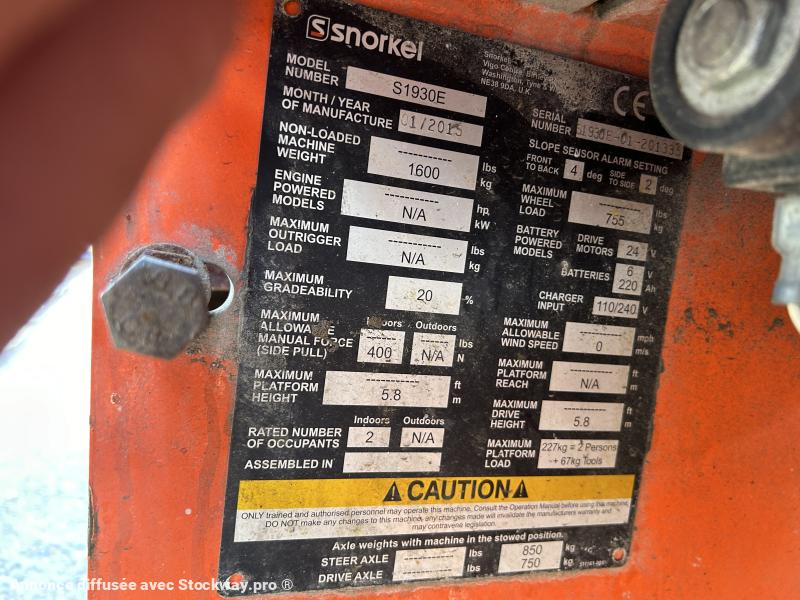 snorkel
Snorkel
Washington, Tyne & W
NE38 9DA, U.K.
CE
MODEL NUMBER S1930E
MONTH / YEAR OF MANUFACTURE 01/2015
NON-LOADED MACHINE WEIGHT ---------- lbs
1600 kg
ENGINE POWERED MODELS ---------- hp
N/A kW
MAXIMUM OUTRIGGER LOAD ---------- lbs
N/A kg
MAXIMUM GRADEABILITY 20 %
MAXIMUM ALLOWABLE MANUAL FORCE (SIDE PULL)
Indoors Outdoors
---------- ---------- lbs
400 N/A N
MAXIMUM PLATFORM HEIGHT ---------- ft
5.8 m
Indoors Outdoors
RATED NUMBER OF OCCUPANTS 2 N/A
ASSEMBLED IN
SERIAL NUMBER
SLOPE SENSOR ALARM SETTING
FRONT TO BACK 4 deg SIDE TO SIDE 2 deg
MAXIMUM WHEEL LOAD ---------- lbs
755 kg
BATTERY POWERED MODELS
DRIVE MOTORS 24 V
BATTERIES 6 V
220 Ah
CHARGER INPUT 110/240 V
MAXIMUM ALLOWABLE WIND SPEED ---------- mph
0 m/s
MAXIMUM PLATFORM REACH ---------- ft
N/A m
MAXIMUM DRIVE HEIGHT ---------- ft
5.8 m
MAXIMUM PLATFORM LOAD 227kg = 2 Persons
+ 67kg Tools
CAUTION
ONLY trained and authorised personnel may operate this machine. Consult the Operation Manual before using this machine.
DO NOT make any changes to this machine, any changes made will invalidate the manufacturers warranty and
may contravene legislation.
Axle weights with machine in the stowed position.
STEER AXLE ---------- lbs 850 kg
DRIVE AXLE ---------- lbs 750 kg
Annonce diffusée avec Stockway.pro ®